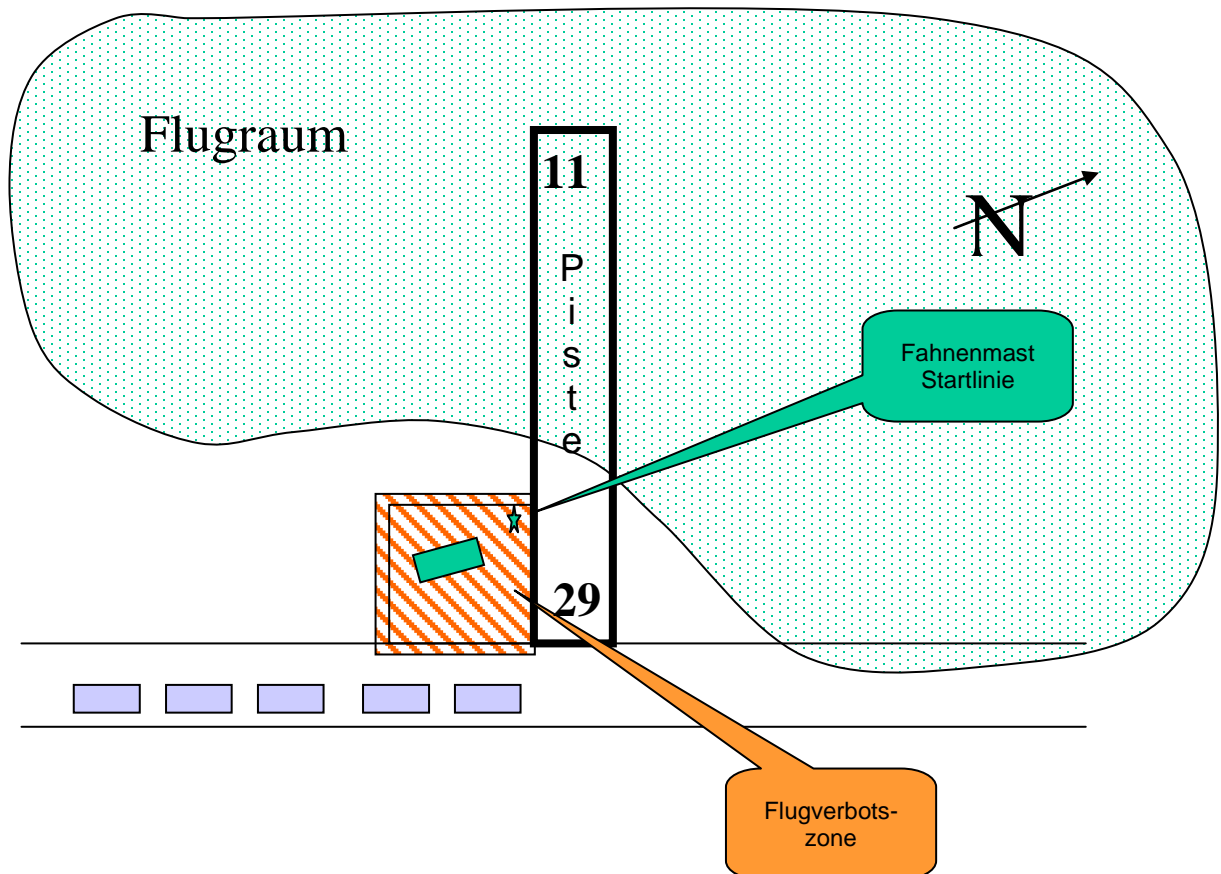 Flugraum
11
P
i
s
t
e
29
N
Fahnenmast
Startlinie
Flugverbots-
zone